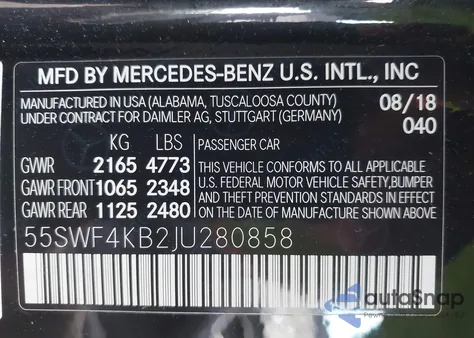 MFD BY MERCEDES-BENZ U.S. INTL., INC
MANUFACTURED IN USA (ALABAMA, TUSCALOOSA COUNTY) 08/18
UNDER CONTRACT FOR DAIMLER AG, STUTTGART (GERMANY) 040
KG LBS PASSENGER CAR
GVWR 2165 4773 THIS VEHICLE CONFORMS TO ALL APPLICABLE
GAWR FRONT 1065 2348 U.S. FEDERAL MOTOR VEHICLE SAFETY,BUMPER
GAWR REAR 1125 2480 AND THEFT PREVENTION STANDARDS IN EFFECT
ON THE DATE OF MANUFACTURE SHOWN ABOVE
55SWF4KB2JU280858
autoSnap